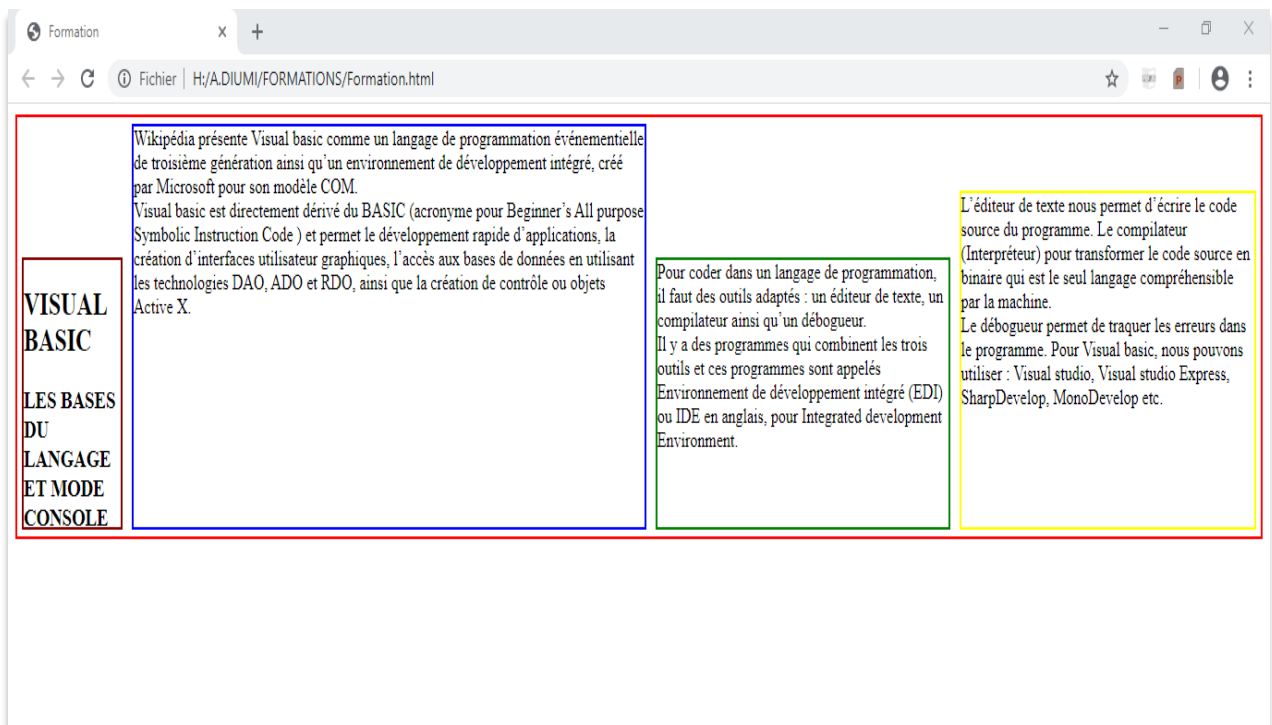 Formation
Fichier | H:/A.DIUMI/FORMATIONS/Formation.html
VISUAL
BASIC
LES BASES
DU
LANGAGE
ET MODE
CONSOLE
Wikipédia présente Visual basic comme un langage de programmation événementielle
de troisième génération ainsi qu’un environnement de développement intégré, créé
par Microsoft pour son modèle COM.
Visual basic est directement dérivé du BASIC (acronyme pour Beginner’s All purpose
Symbolic Instruction Code ) et permet le développement rapide d’applications, la
création d’interfaces utilisateur graphiques, l’accès aux bases de données en utilisant
les technologies DAO, ADO et RDO, ainsi que la création de contrôle ou objets
Active X.
Pour coder dans un langage de programmation,
il faut des outils adaptés : un éditeur de texte, un
compilateur ainsi qu’un débogueur.
Il y a des programmes qui combinent les trois
outils et ces programmes sont appelés
Environnement de développement intégré (EDI)
ou IDE en anglais, pour Integrated development
Environment.
L’éditeur de texte nous permet d’écrire le code
source du programme. Le compilateur
(Interpréteur) pour transformer le code source en
binaire qui est le seul langage compréhensible
par la machine.
Le débogueur permet de traquer les erreurs dans
le programme. Pour Visual basic, nous pouvons
utiliser : Visual studio, Visual studio Express,
SharpDevelop, MonoDevelop etc.